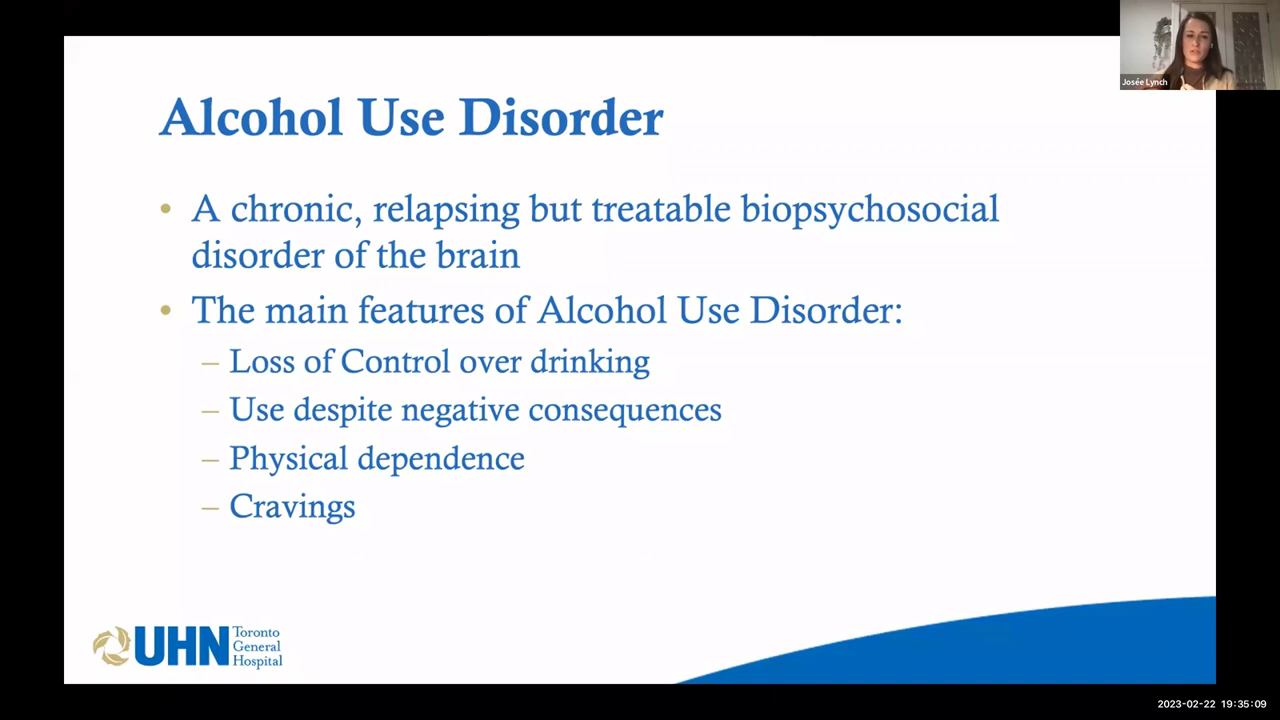 Josée Lynch
Alcohol Use Disorder
• A chronic, relapsing but treatable biopsychosocial
disorder of the brain
• The main features of Alcohol Use Disorder:
– Loss of Control over drinking
– Use despite negative consequences
– Physical dependence
– Cravings
UHN
Toronto
General
Hospital
2023-02-22 19:35:09